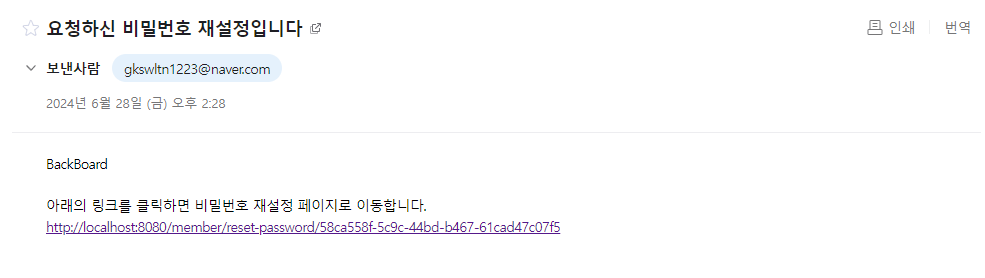 요청하신 비밀번호 재설정입니다
인쇄
번역
보낸사람 gkswltn1223@naver.com
2024년 6월 28일 (금) 오후 2:28
BackBoard
아래의 링크를 클릭하면 비밀번호 재설정 페이지로 이동합니다.
http://localhost:8080/member/reset-password/58ca558f-5c9c-44bd-b467-61cad47c07f5